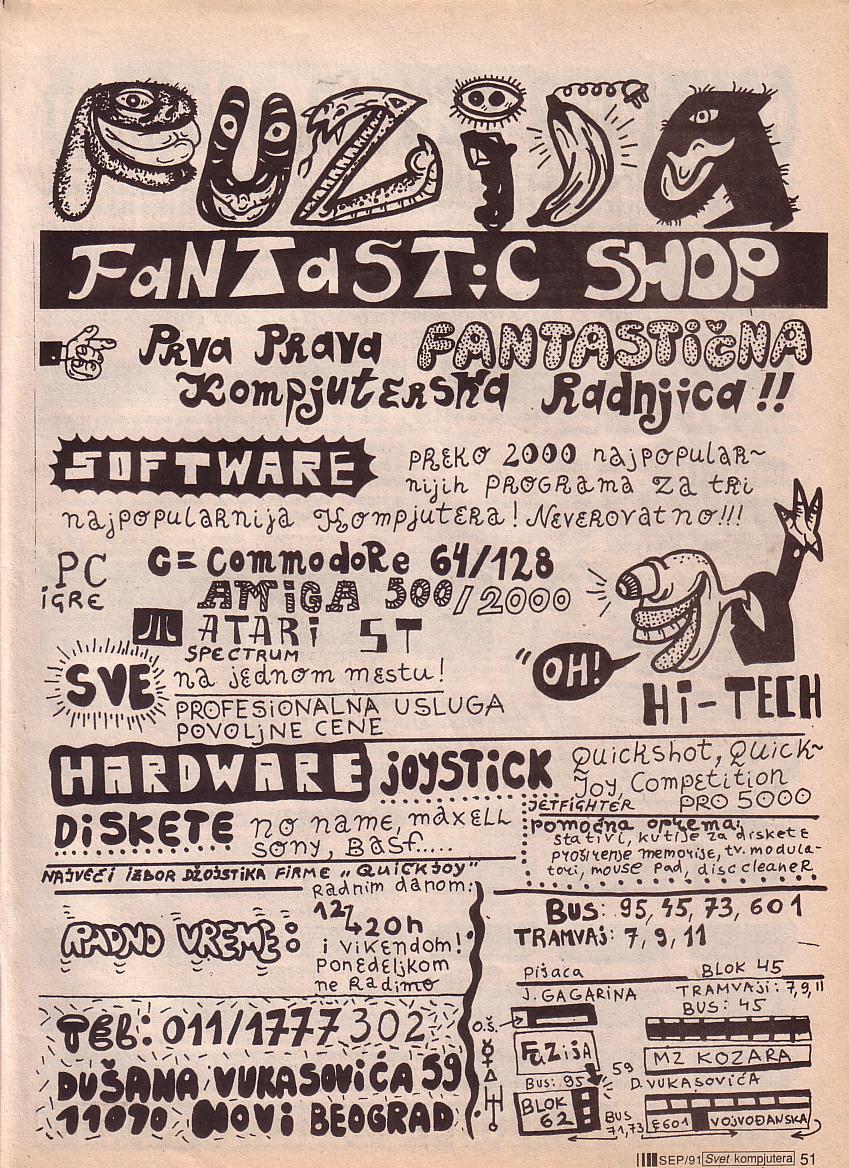 FUZIJA
FANTASTIC SHOP
Prva Prava FANTASTIČNA
Kompjuterska Radnjica!!
SOFTWARE
PREKO 2000 najpopular~
nijih PROGRama Za tri
najpopularnija Kompjutera! Neverovatno!!!
PC
iGRE
C= Commodore 64/128
AMiGA 500/2000
ATARi ST
SPECTRUM
SVE
na jednom mestu!
PROFESiONALNA USLUGA
POVOLjNE CENE
"OH!
Hi-TECH
HARDWARE
jOYSTiCK
Quickshot, Quick~
Joy, Competition
JETFIGHTER PRO 5000
DiSKETE
no name, maxell
sony, Basf.....
pomoćna oprema:
stativi, kutije za diskete
proširenje memorije, tv. modula-
tori, mouse pad, disc cleaner
NAJVEĆI IZBOR DŽOJSTIKA FIRME „QUICKJOY"
RADNO VREME:
Radnim danom:
12
20h
i vikendom!
Ponedeljkom
ne Radimo
BUS: 95, 45, 73, 601
TRAMVAj: 7, 9, 11
pijaca BLOK 45
J. GAGARiNA
TRAMVAji: 7,9,11
BUS: 45
O.Š.
FuZijA
MZ KOZARA
BUS: 95
59
D. VUKASOViĆA
BLOK
62
BUS
71,73
601
VOjVOĐANSKA
TEL: 011/1777 302
DUŠANA VUKASOViĆA 59
11070 NOVi BEOGRAD
SEP/91 Svet kompjutera 51